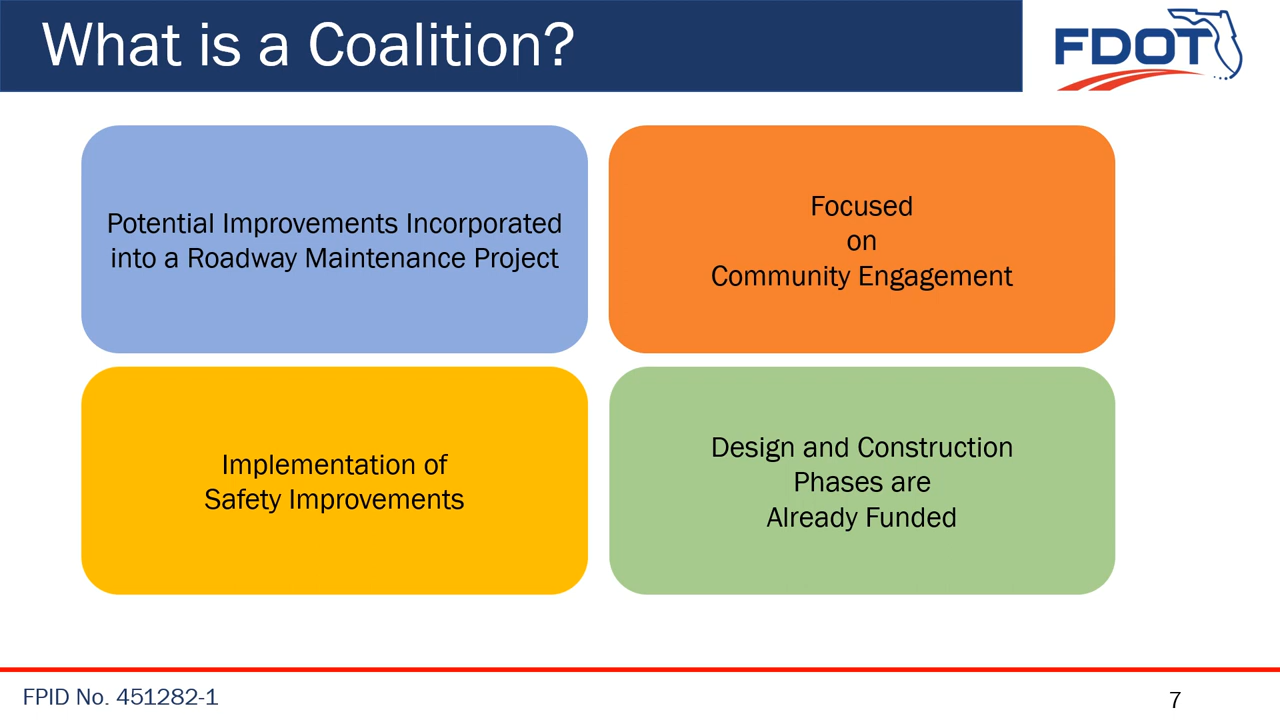 What is a Coalition?
FDOT
Potential Improvements Incorporated
into a Roadway Maintenance Project
Focused
on
Community Engagement
Implementation of
Safety Improvements
Design and Construction
Phases are
Already Funded
FPID No. 451282-1
7